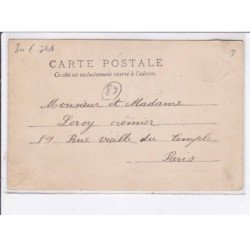 CARTE POSTALE
Ce côté est exclusivement réservé à l'adresse.
89
Monsieur et Madame
Leroy crémier
89 Rue vieille du temple
Paris